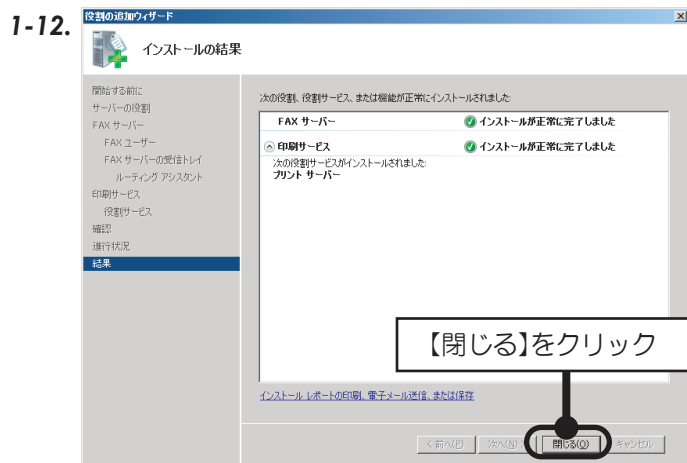 1-12.
役割の追加ウィザード
インストールの結果
開始する前に
サーバーの役割
FAX サーバー
FAX ユーザー
FAX サーバーの受信トレイ
ルーティング アシスタント
印刷サービス
役割サービス
確認
進行状況
結果
次の役割、役割サービス、または機能が正常にインストールされました:
FAX サーバー インストールが正常に完了しました
印刷サービス インストールが正常に完了しました
次の役割サービスがインストールされました:
プリント サーバー
【閉じる】をクリック
インストール レポートの印刷、電子メール送信、または保存
< 前へ(P) 次へ(N) 閉じる(O) キャンセル